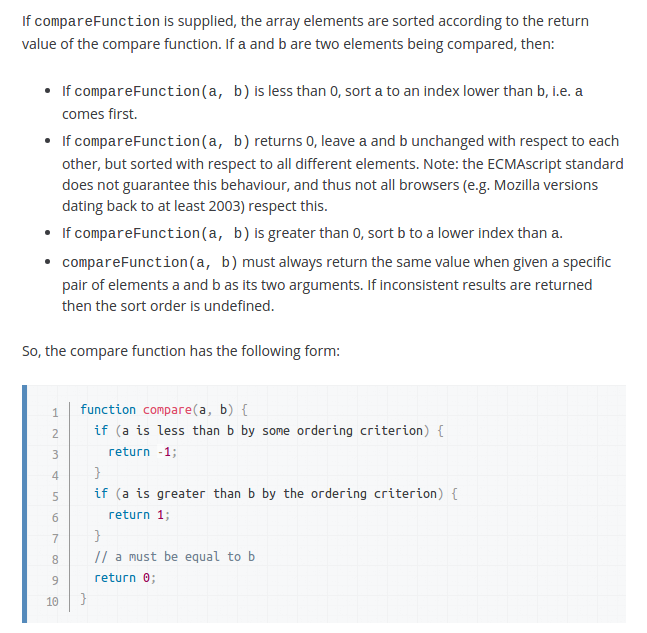 If compareFunction is supplied, the array elements are sorted according to the return
value of the compare function. If a and b are two elements being compared, then:
• If compareFunction(a, b) is less than 0, sort a to an index lower than b, i.e. a
comes first.
• If compareFunction(a, b) returns 0, leave a and b unchanged with respect to each
other, but sorted with respect to all different elements. Note: the ECMAscript standard
does not guarantee this behaviour, and thus not all browsers (e.g. Mozilla versions
dating back to at least 2003) respect this.
• If compareFunction(a, b) is greater than 0, sort b to a lower index than a.
• compareFunction(a, b) must always return the same value when given a specific
pair of elements a and b as its two arguments. If inconsistent results are returned
then the sort order is undefined.
So, the compare function has the following form:
1 function compare(a, b) {
2   if (a is less than b by some ordering criterion) {
3     return -1;
4   }
5   if (a is greater than b by the ordering criterion) {
6     return 1;
7   }
8   // a must be equal to b
9   return 0;
10 }